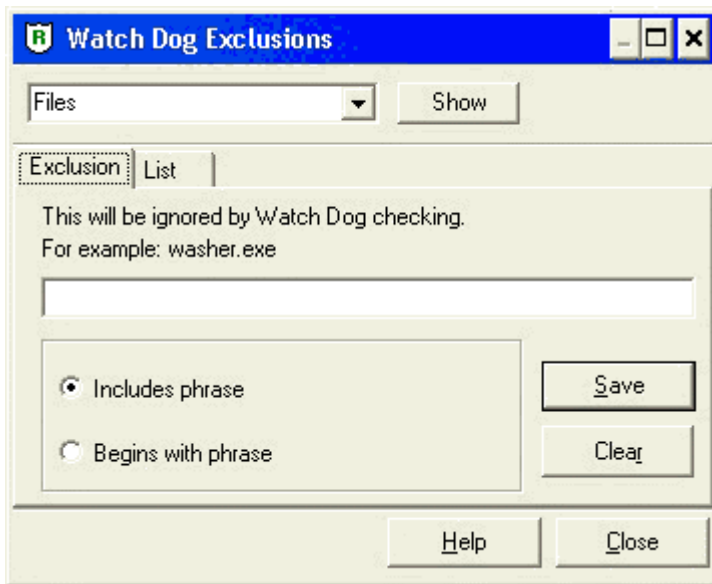 R Watch Dog Exclusions
Files
Show
Exclusion List
This will be ignored by Watch Dog checking.
For example: washer.exe
Includes phrase
Save
Begins with phrase
Clear
Help Close